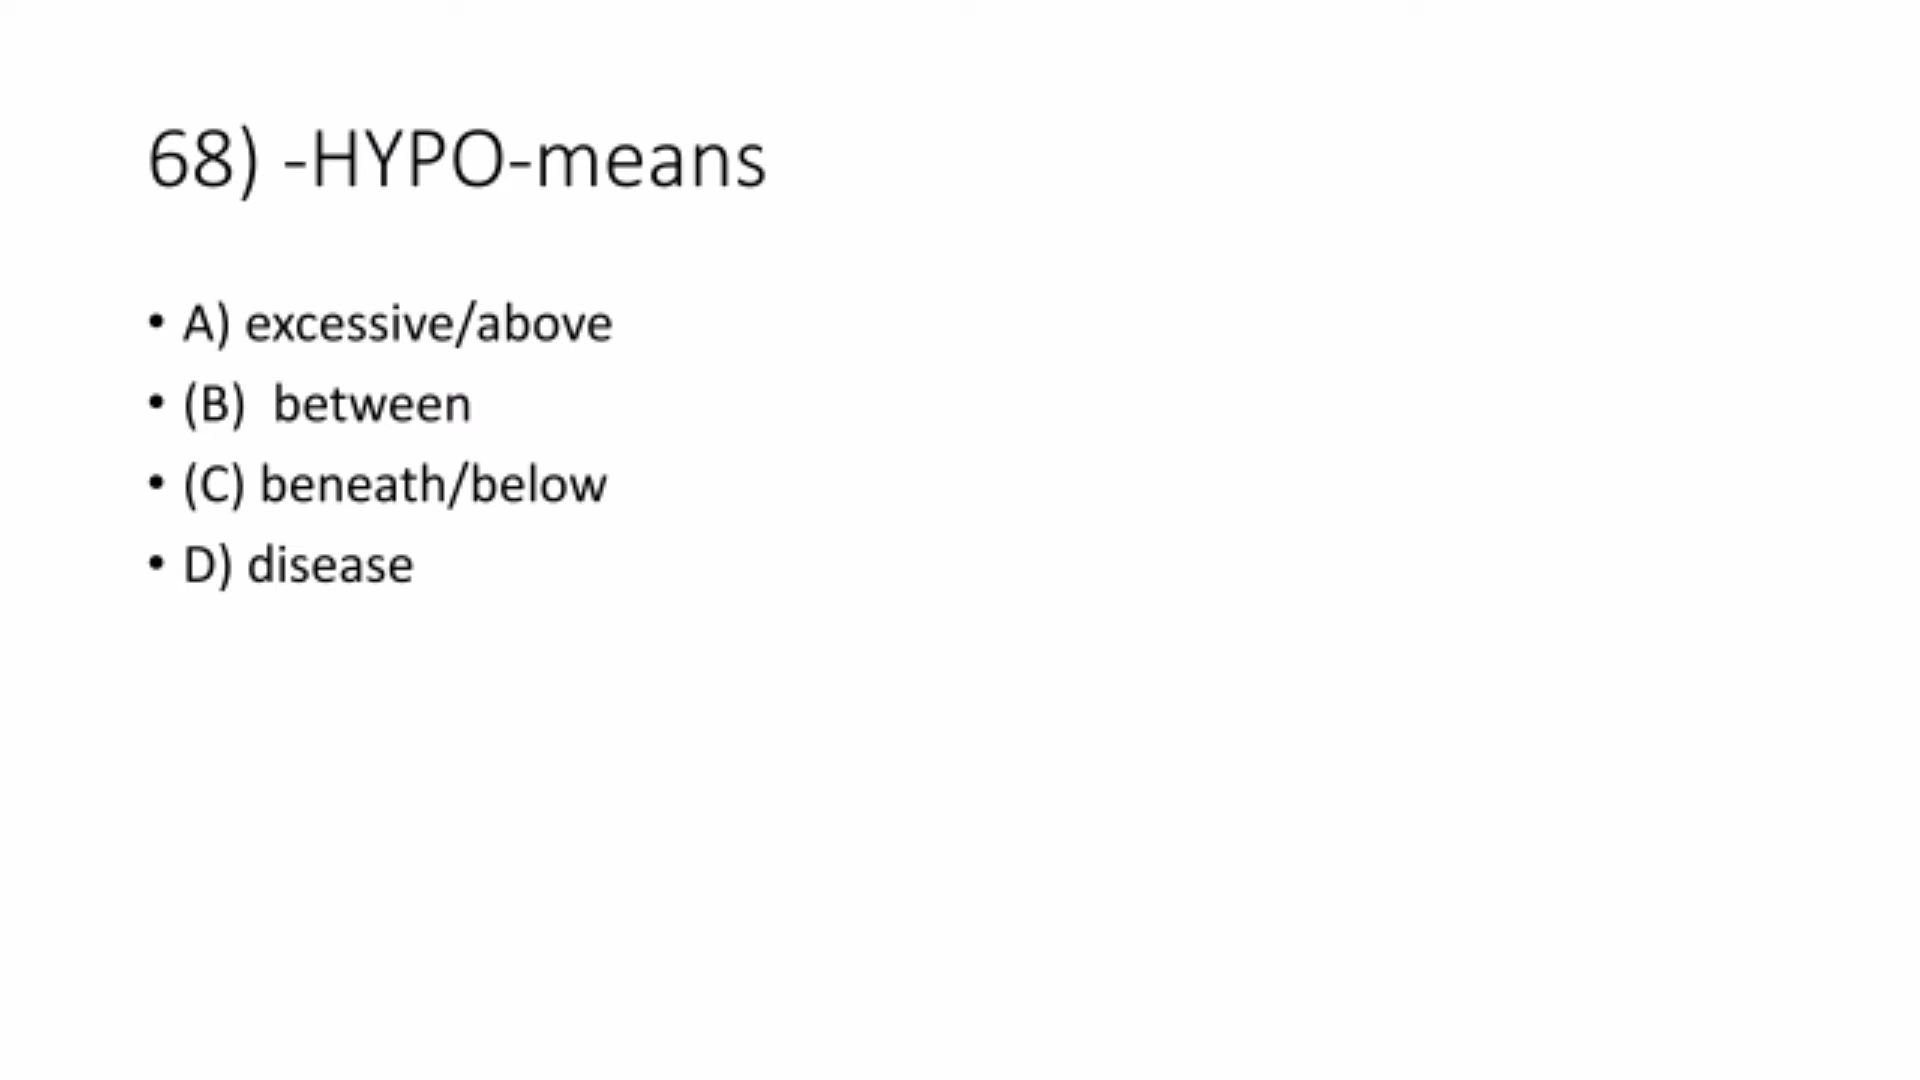 68) -HYPO-means
• A) excessive/above
• (B)  between
• (C) beneath/below
• D) disease